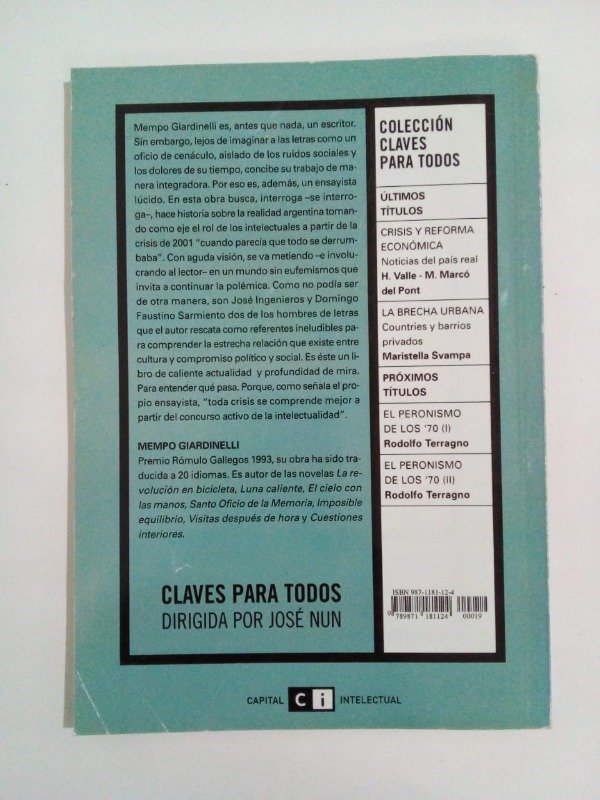 Mempo Giardinelli es, antes que nada, un escritor.
Sin embargo, lejos de imaginar a las letras como un
oficio de cenáculo, aislado de los ruidos sociales y
los dolores de su tiempo, concibe su trabajo de ma-
nera integradora. Por eso es, además, un ensayista
lúcido. En esta obra busca, interroga –se interro-
ga–, hace historia sobre la realidad argentina toman-
do como eje el rol de los intelectuales a partir de la
crisis de 2001 “cuando parecía que todo se derrum-
baba”. Con aguda visión, se va metiendo –e involu-
crando al lector– en un mundo sin eufemismos que
invita a continuar la polémica. Como no podía ser
de otra manera, son José Ingenieros y Domingo
Faustino Sarmiento dos de los hombres de letras
que el autor rescata como referentes ineludibles pa-
ra comprender la estrecha relación que existe entre
cultura y compromiso político y social. Es éste un li-
bro de caliente actualidad y profundidad de mira.
Para entender qué pasa. Porque, como señala el pro-
pio ensayista, “toda crisis se comprende mejor a
partir del concurso activo de la intelectualidad”.
MEMPO GIARDINELLI
Premio Rómulo Gallegos 1993, su obra ha sido tra-
ducida a 20 idiomas. Es autor de las novelas La re-
volución en bicicleta, Luna caliente, El cielo con
las manos, Santo Oficio de la Memoria, Imposible
equilibrio, Visitas después de hora y Cuestiones
interiores.
CLAVES PARA TODOS
DIRIGIDA POR JOSÉ NUN
COLECCIÓN
CLAVES
PARA TODOS
ÚLTIMOS
TÍTULOS
CRISIS Y REFORMA
ECONÓMICA
Noticias del país real
H. Valle - M. Marcó
del Pont
LA BRECHA URBANA
Countries y barrios
privados
Maristella Svampa
PRÓXIMOS
TÍTULOS
EL PERONISMO
DE LOS '70 (I)
Rodolfo Terragno
EL PERONISMO
DE LOS '70 (II)
Rodolfo Terragno
ISBN 987-1181-12-4
9 789871 181124 00019
CAPITAL Ci INTELECTUAL